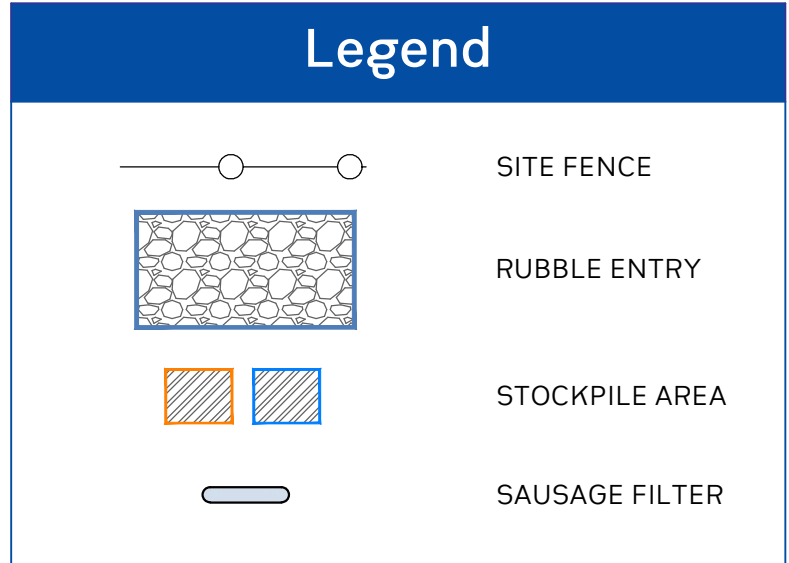 Legend
SITE FENCE
RUBBLE ENTRY
STOCKPILE AREA
SAUSAGE FILTER